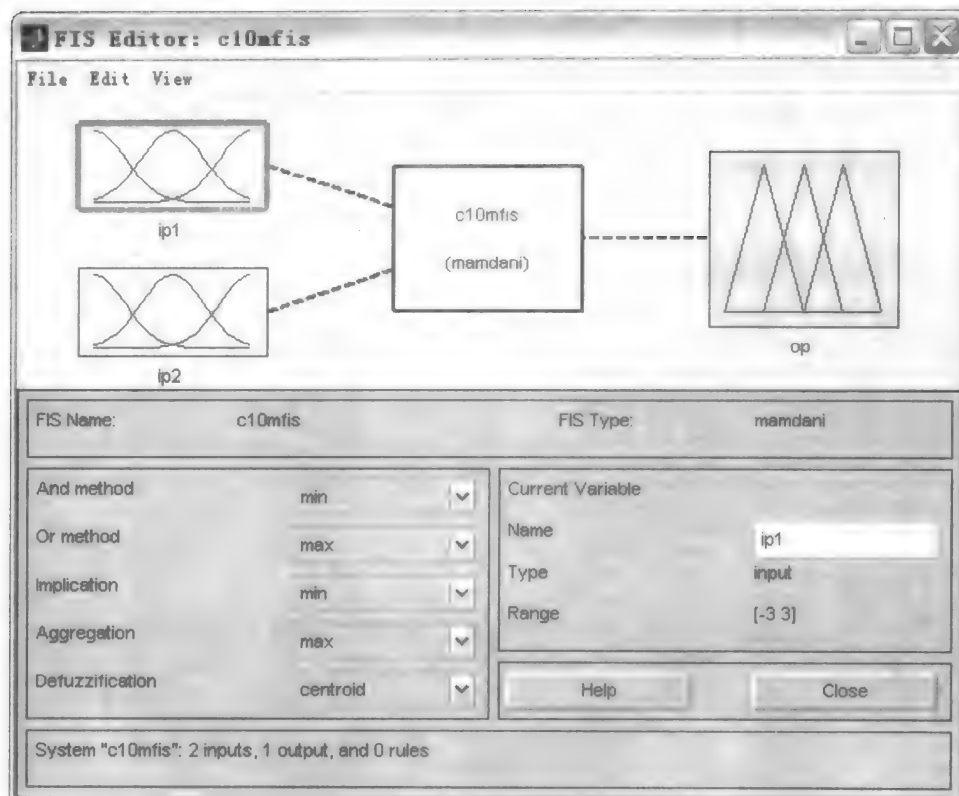 FIS Editor: c10mfis
File Edit View
ip1
ip2
c10mfis
(mamdani)
op
FIS Name: c10mfis FIS Type: mamdani
And method min
Or method max
Implication min
Aggregation max
Defuzzification centroid
Current Variable
Name ip1
Type input
Range [-3 3]
Help Close
System "c10mfis": 2 inputs, 1 output, and 0 rules